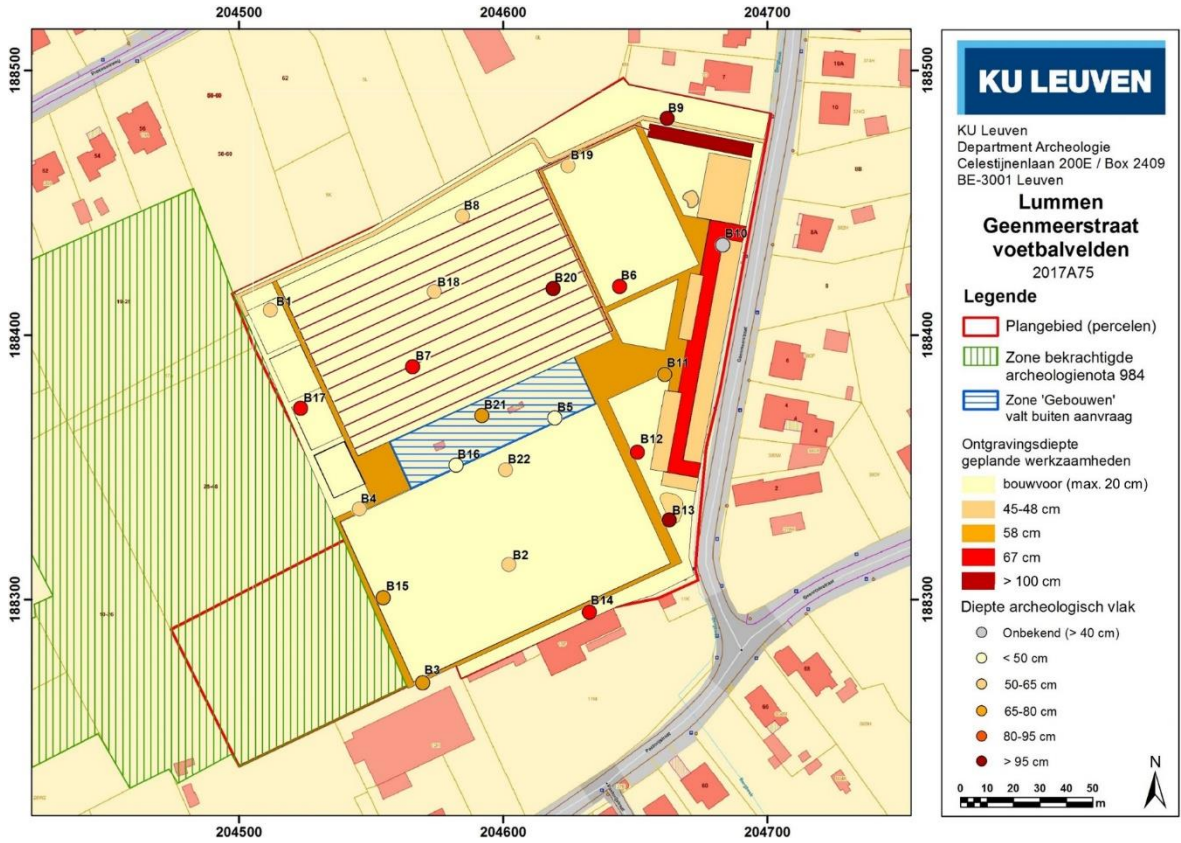 204500
204600
204700
188500
188400
188300
188500
188400
188300
204500
204600
204700
B9
B19
B8
B10
B18
B20
B6
B1
B7
B11
B17
B21
B5
B12
B16
B22
B4
B13
B2
B15
B14
B3
KU LEUVEN
KU Leuven
Department Archeologie
Celestijnenlaan 200E / Box 2409
BE-3001 Leuven
Lummen
Geenmeerstraat
voetbalvelden
2017A75
Legende
Plangebied (percelen)
Zone bekrachtigde
archeologienota 984
Zone 'Gebouwen'
valt buiten aanvraag
Ontgravingsdiepte
geplande werkzaamheden
bouwvoor (max. 20 cm)
45-48 cm
58 cm
67 cm
> 100 cm
Diepte archeologisch vlak
Onbekend (> 40 cm)
< 50 cm
50-65 cm
65-80 cm
80-95 cm
> 95 cm
N
0 10 20 30 40 50
m